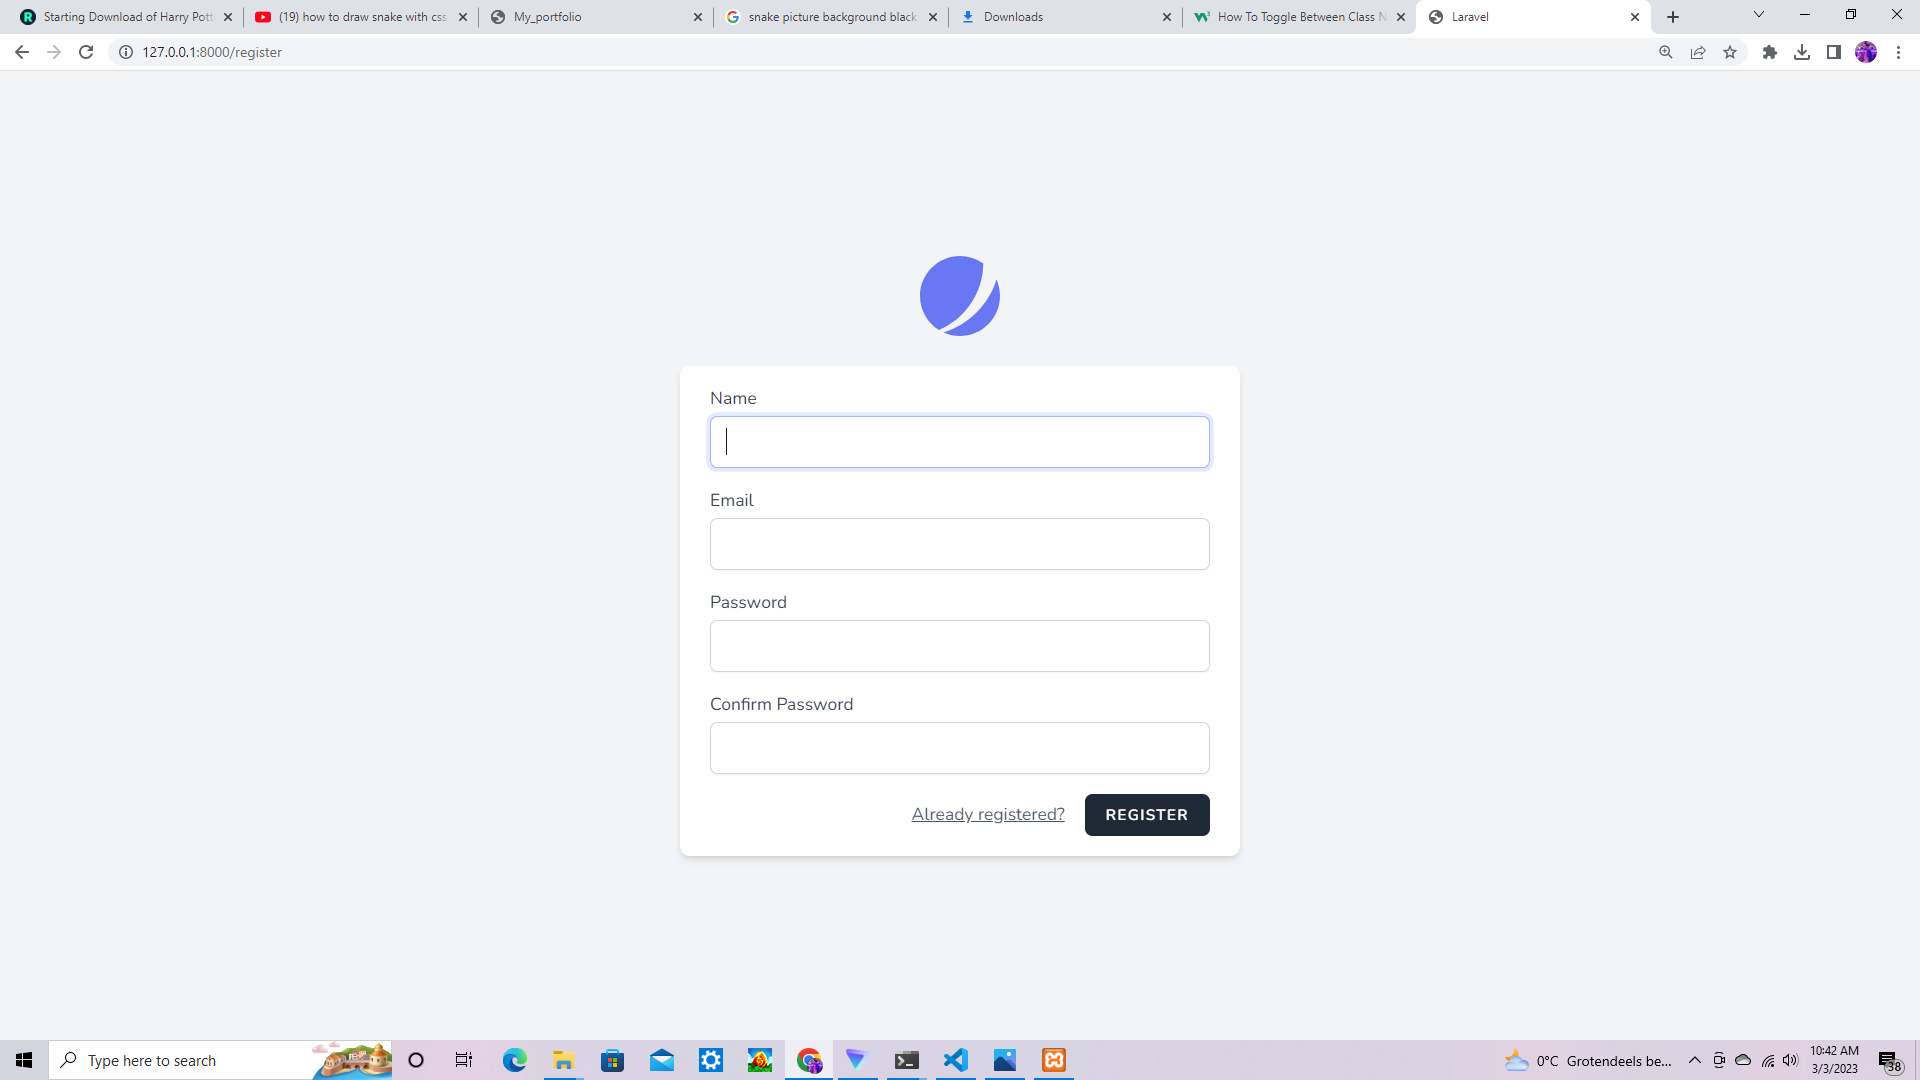 Starting Download of Harry Pott
(19) how to draw snake with css
My_portfolio
snake picture background black
Downloads
How To Toggle Between Class N
Laravel
127.0.0.1:8000/register
Name
Email
Password
Confirm Password
Already registered?
REGISTER
Type here to search
0°C Grotendeels be...
10:42 AM
3/3/2023
38